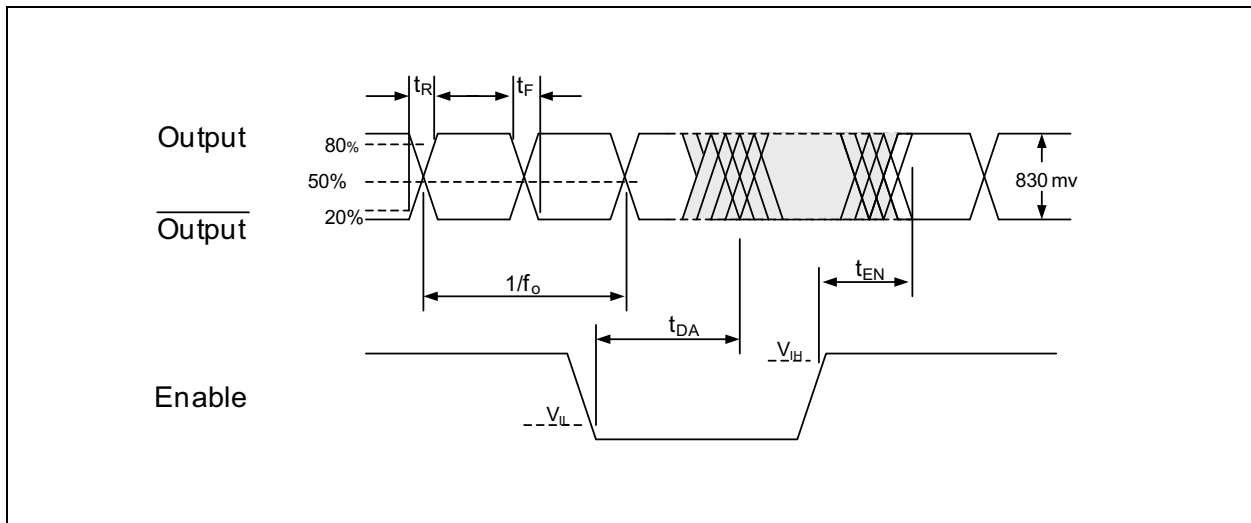 tR
tF
Output
80%
50%
830 mv
20%
Output
tEN
1/fo
tDA
VIH
Enable
VIL